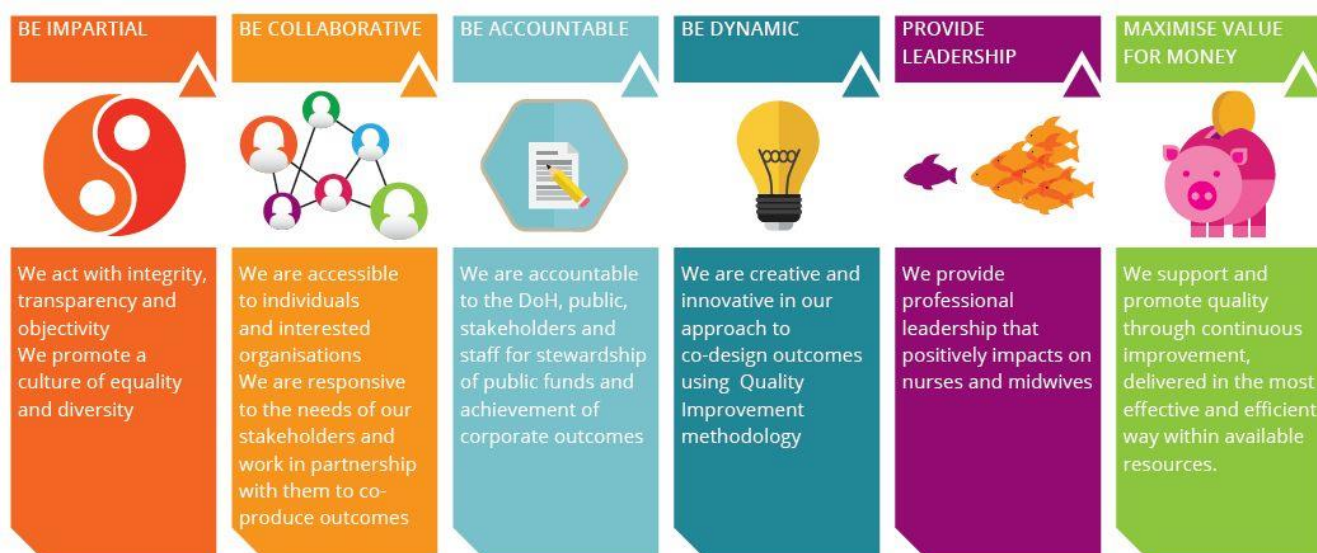 BE IMPARTIAL
We act with integrity,
transparency and
objectivity
We promote a
culture of equality
and diversity
BE COLLABORATIVE
We are accessible
to individuals
and interested
organisations
We are responsive
to the needs of our
stakeholders and
work in partnership
with them to co-
produce outcomes
BE ACCOUNTABLE
We are accountable
to the DoH, public,
stakeholders and
staff for stewardship
of public funds and
achievement of
corporate outcomes
BE DYNAMIC
We are creative and
innovative in our
approach to
co-design outcomes
using Quality
Improvement
methodology
PROVIDE
LEADERSHIP
We provide
professional
leadership that
positively impacts on
nurses and midwives
MAXIMISE VALUE
FOR MONEY
We support and
promote quality
through continuous
improvement,
delivered in the most
effective and efficient
way within available
resources.